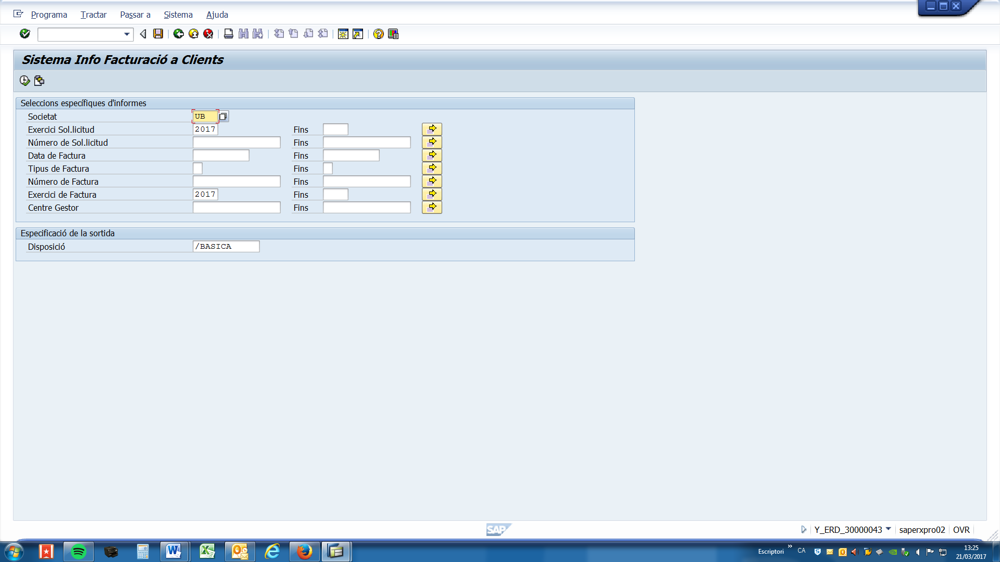 Programa Tractar Passar a Sistema Ajuda
Sistema Info Facturació a Clients
Seleccions específiques d'informes
Societat UB
Exercici Sol.licitud 2017 Fins
Número de Sol.licitud Fins
Data de Factura Fins
Tipus de Factura Fins
Número de Factura Fins
Exercici de Factura 2017 Fins
Centre Gestor Fins
Especificació de la sortida
Disposició /BASICA
SAP
Y_ERD_30000043 saperxpro02 OVR
Escriptori » CA 13:25
21/03/2017